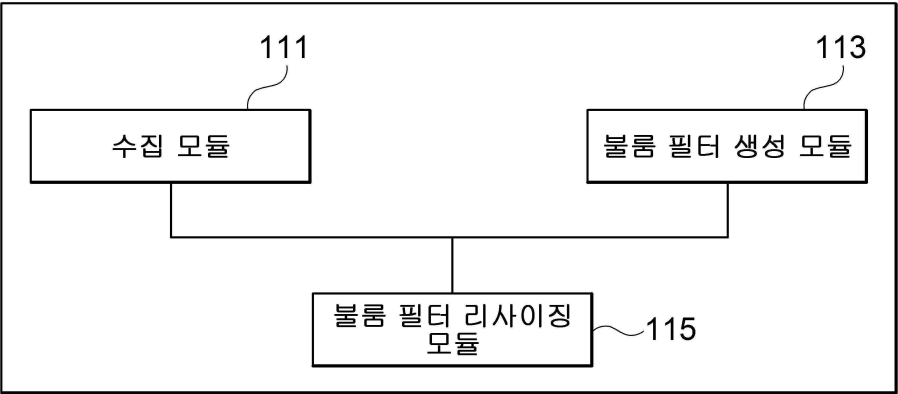 111
113
수집 모듈
불룸 필터 생성 모듈
불룸 필터 리사이징
모듈
115